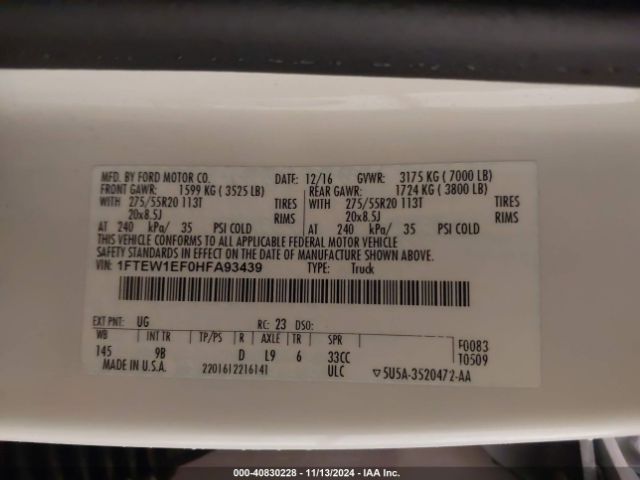 MFD. BY FORD MOTOR CO. DATE: 12/16 GVWR: 3175 KG ( 7000 LB)
FRONT GAWR: 1599 KG ( 3525 LB) REAR GAWR: 1724 KG ( 3800 LB)
WITH 275/55R20 113T TIRES WITH 275/55R20 113T TIRES
20x8.5J RIMS 20x8.5J RIMS
AT 240 kPa/ 35 PSI COLD AT 240 kPa/ 35 PSI COLD
THIS VEHICLE CONFORMS TO ALL APPLICABLE FEDERAL MOTOR VEHICLE
SAFETY STANDARDS IN EFFECT ON THE DATE OF MANUFACTURE SHOWN ABOVE.
VIN: 1FTEW1EF0HFA93439 TYPE: Truck
EXT PNT: UG RC: 23 DSO:
WB INT TR TP/PS R AXLE TR SPR F0083
145 9B D L9 6 33CC T0509
MADE IN U.S.A. 2201612216141 ULC ▽5U5A-3520472-AA
000-40830228 - 11/13/2024 - IAA Inc.